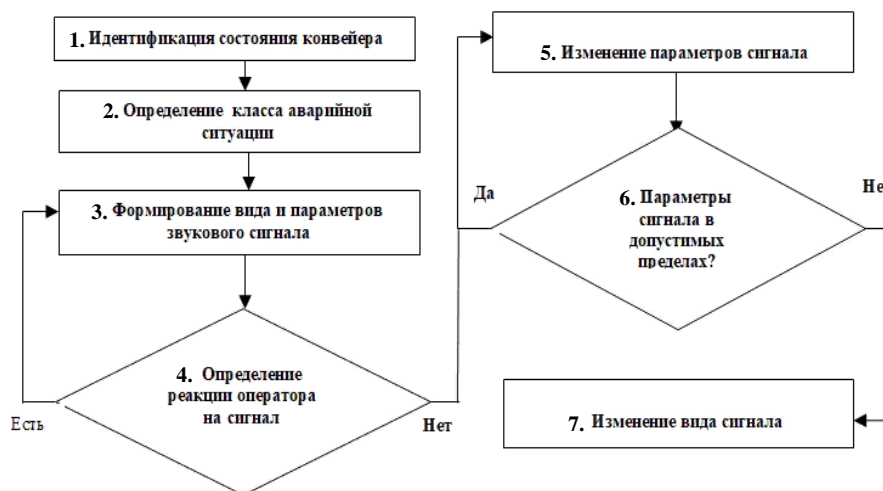 1. Идентификация состояния конвейера
2. Определение класса аварийной
ситуации
3. Формирование вида и параметров
звукового сигнала
4. Определение
реакции оператора
на сигнал
Есть
Нет
5. Изменение параметров сигнала
Да
6. Параметры
сигнала в
допустимых
пределах?
Не
7. Изменение вида сигнала